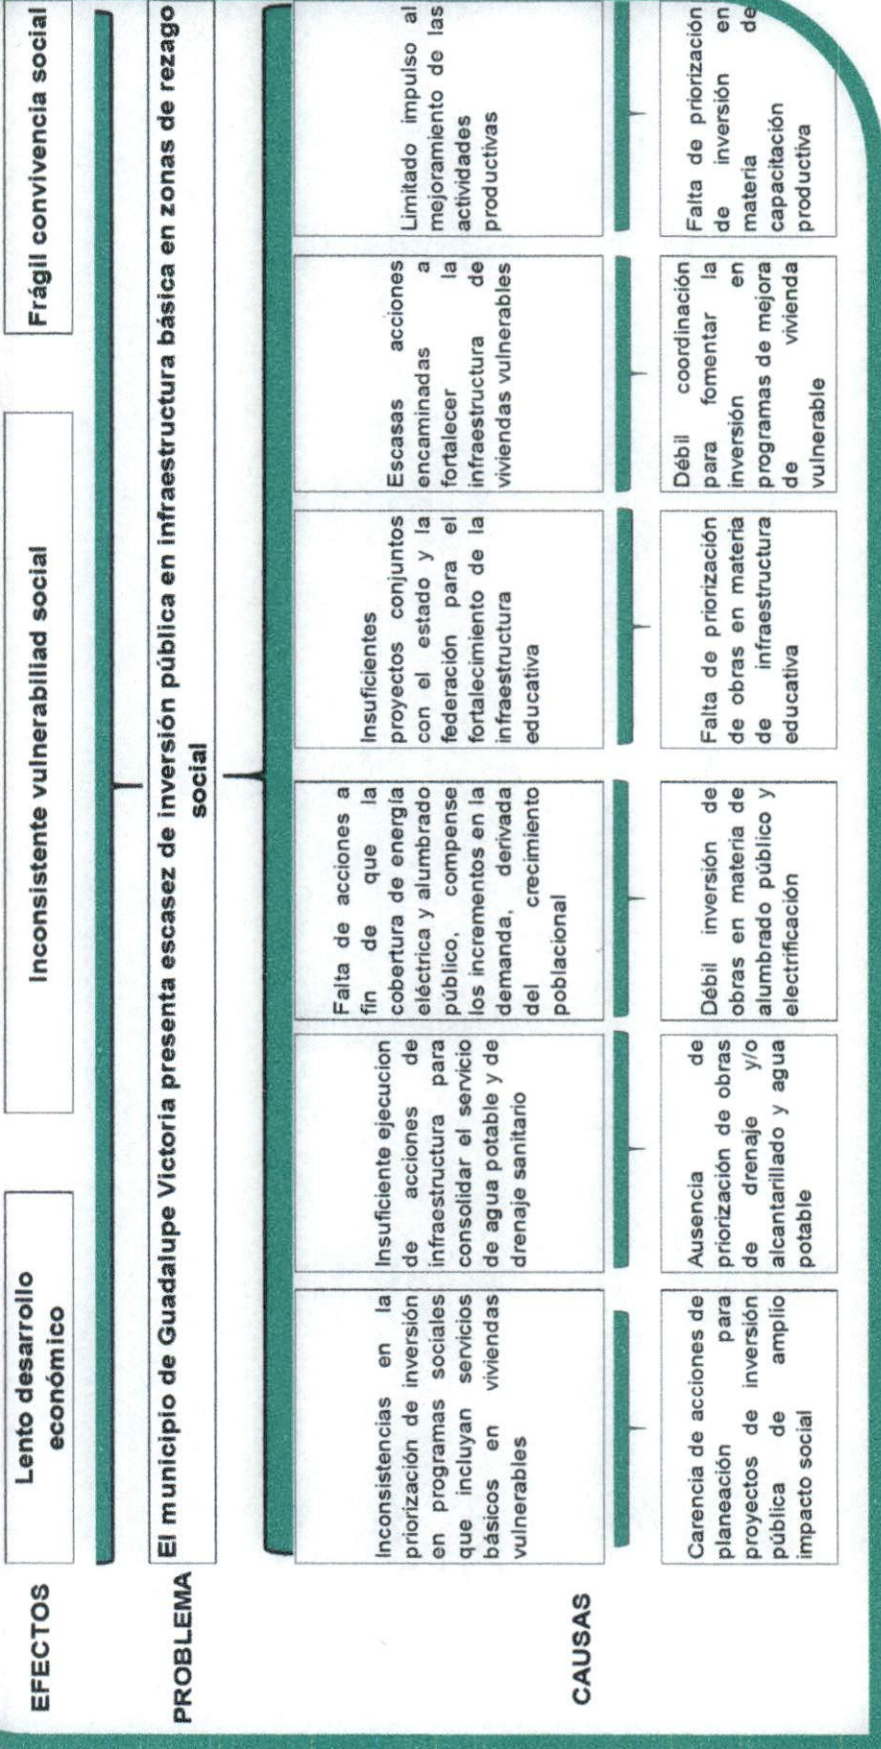 EFECTOS
Lento desarrollo
económico
Inconsistente vulnerabiliad social
Frágil convivencia social
PROBLEMA
El municipio de Guadalupe Victoria presenta escasez de inversión pública en infraestructura básica en zonas de rezago
social
CAUSAS
Inconsistencias en la
priorización de inversión
en programas sociales
que incluyan servicios
básicos en viviendas
vulnerables
Insuficiente ejecucion
de acciones de
infraestructura para
consolidar el servicio
de agua potable y de
drenaje sanitario
Falta de acciones a
fin de que la
cobertura de energía
eléctrica y alumbrado
público, compense
los incrementos en la
demanda, derivada
del crecimiento
poblacional
Insuficientes
proyectos conjuntos
con el estado y la
federación para el
fortalecimiento de la
infraestructura
educativa
Escasas acciones
encaminadas a
fortalecer la
infraestructura de
viviendas vulnerables
Limitado impulso al
mejoramiento de las
actividades
productivas
Carencia de acciones de
planeación para
proyectos de inversión
pública de amplio
impacto social
Ausencia de
priorización de obras
de drenaje y/o
alcantarillado y agua
potable
Débil inversión de
obras en materia de
alumbrado público y
electrificación
Falta de priorización
de obras en materia
de infraestructura
educativa
Débil coordinación
para fomentar la
inversión en
programas de mejora
de vivienda
vulnerable
Falta de priorización
de inversión en
materia de
capacitación
productiva